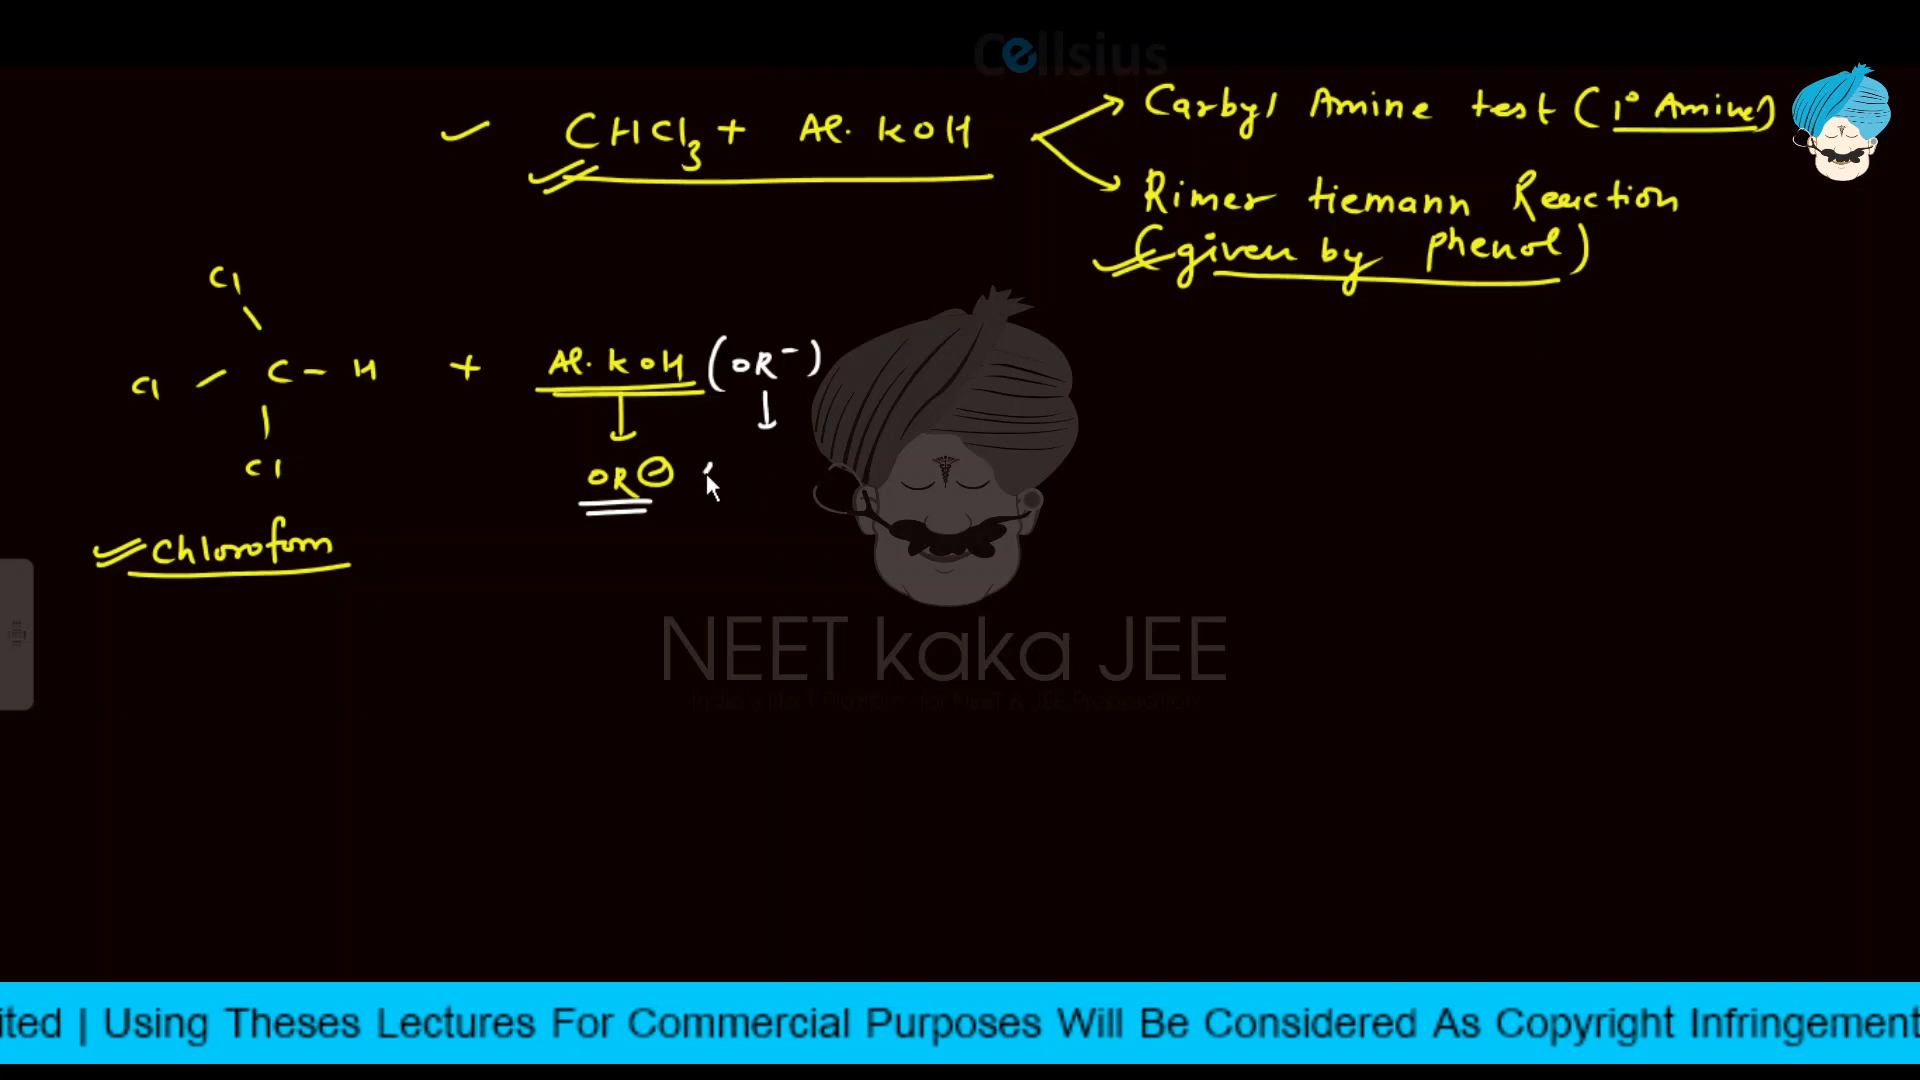 Cellsius
CHCl3 + Al. KOH
Carbyl Amine test (1° Amine)
Rimer tiemann Reaction
(given by phenol)
Cl
Cl - C - H + Al. KOH (OR⁻)
Cl
OR⊖
Chloroform
NEET kaka JEE
ited | Using Theses Lectures For Commercial Purposes Will Be Considered As Copyright Infringement